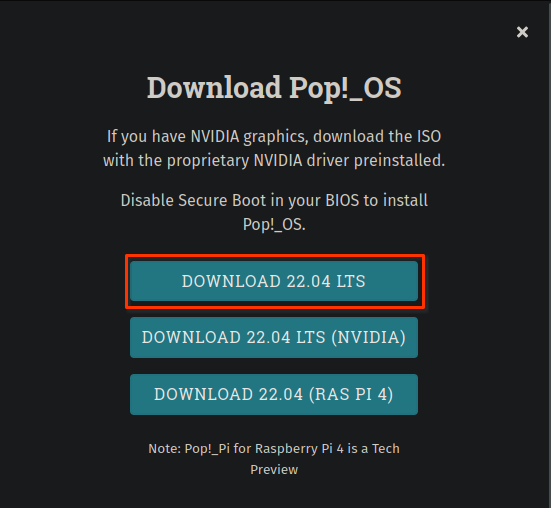 Download Pop!_OS
If you have NVIDIA graphics, download the ISO
with the proprietary NVIDIA driver preinstalled.
Disable Secure Boot in your BIOS to install
Pop!_OS.
DOWNLOAD 22.04 LTS
DOWNLOAD 22.04 LTS (NVIDIA)
DOWNLOAD 22.04 (RAS PI 4)
Note: Pop!_Pi for Raspberry Pi 4 is a Tech
Preview